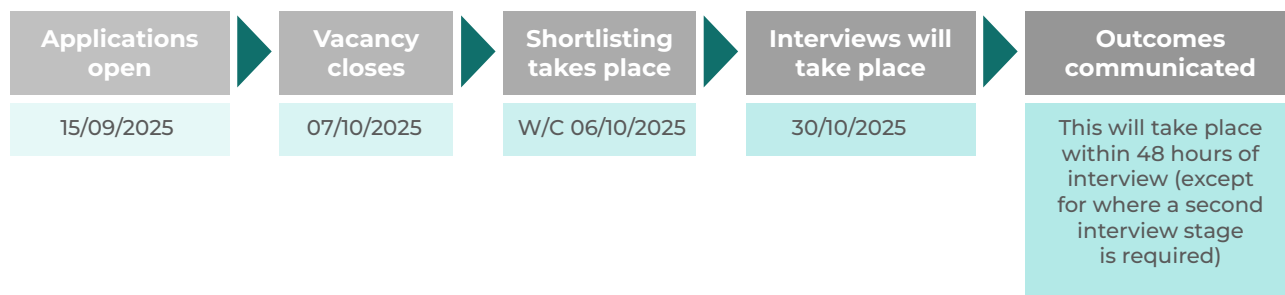 Applications
open
Vacancy
closes
Shortlisting
takes place
Interviews will
take place
Outcomes
communicated
15/09/2025
07/10/2025
W/C 06/10/2025
30/10/2025
This will take place
within 48 hours of
interview (except
for where a second
interview stage
is required)